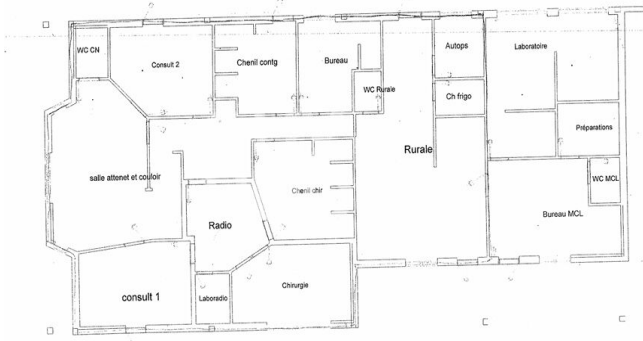 WC CN
Consult 2
Chenil contg
Bureau
WC Rurale
Autops
Ch frigo
Laboratoire
Préparations
WC MCL
Bureau MCL
Rurale
salle attenet et couloir
Chenil chir
Radio
consult 1
Laboradio
Chirurgie